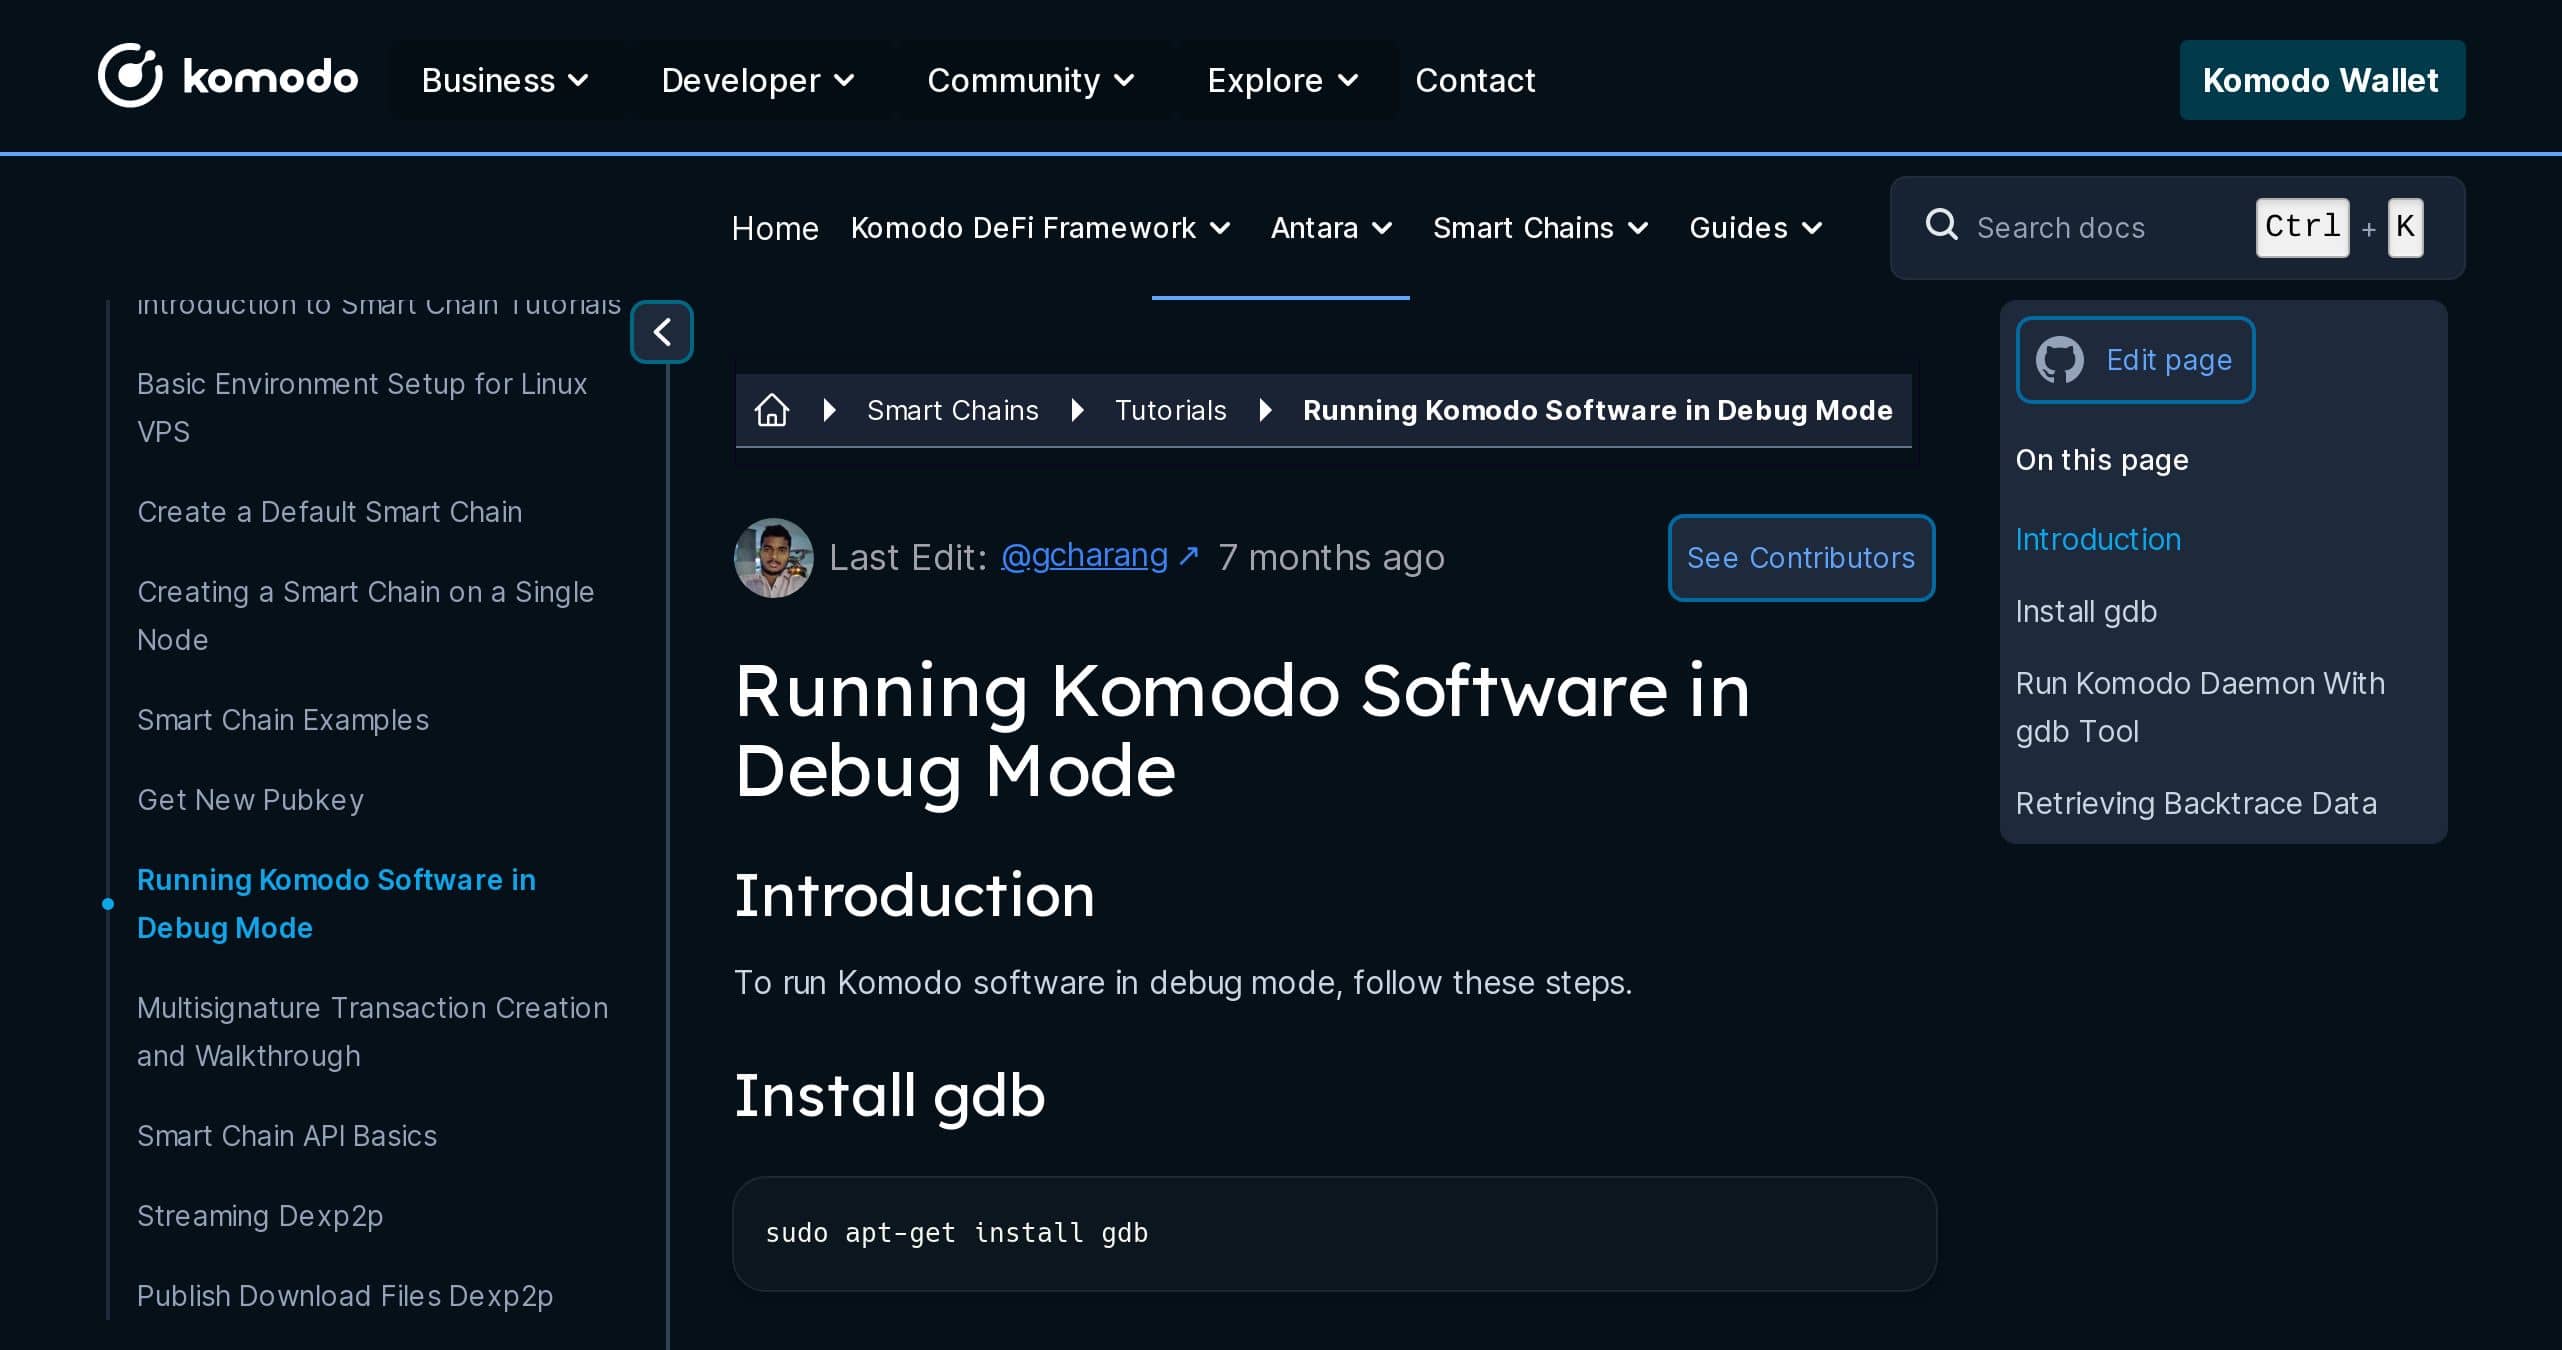 komodo
Business
Developer
Community
Explore
Contact
Komodo Wallet
Home
Komodo DeFi Framework
Antara
Smart Chains
Guides
Search docs
Ctrl + K
Introduction to Smart Chain Tutorials
Basic Environment Setup for Linux
VPS
Create a Default Smart Chain
Creating a Smart Chain on a Single
Node
Smart Chain Examples
Get New Pubkey
Running Komodo Software in
Debug Mode
Multisignature Transaction Creation
and Walkthrough
Smart Chain API Basics
Streaming Dexp2p
Publish Download Files Dexp2p
Smart Chains
Tutorials
Running Komodo Software in Debug Mode
Last Edit: @gcharang ↗ 7 months ago
See Contributors
Running Komodo Software in
Debug Mode
Introduction
To run Komodo software in debug mode, follow these steps.
Install gdb
sudo apt-get install gdb
Edit page
On this page
Introduction
Install gdb
Run Komodo Daemon With
gdb Tool
Retrieving Backtrace Data